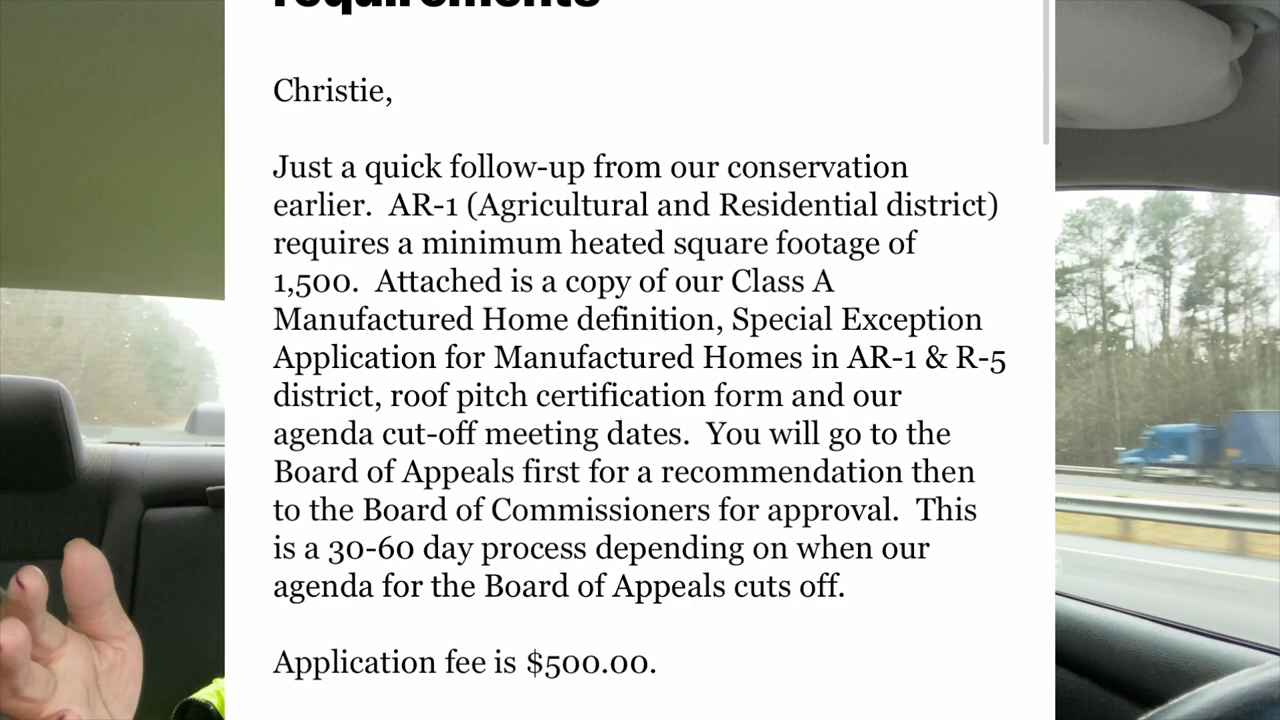 requirements
Christie,
Just a quick follow-up from our conservation
earlier. AR-1 (Agricultural and Residential district)
requires a minimum heated square footage of
1,500. Attached is a copy of our Class A
Manufactured Home definition, Special Exception
Application for Manufactured Homes in AR-1 & R-5
district, roof pitch certification form and our
agenda cut-off meeting dates. You will go to the
Board of Appeals first for a recommendation then
to the Board of Commissioners for approval. This
is a 30-60 day process depending on when our
agenda for the Board of Appeals cuts off.
Application fee is $500.00.